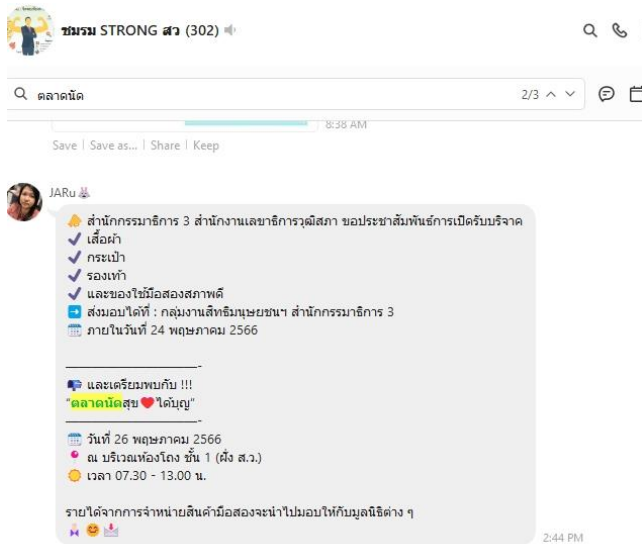 ชมรม STRONG สว (302)
ตลาดนัด 2/3
8:38 AM
Save | Save as... | Share | Keep
JARu
สำนักกรรมาธิการ 3 สำนักงานเลขาธิการวุฒิสภา ขอประชาสัมพันธ์การเปิดรับบริจาค
✔ เสื้อผ้า
✔ กระเป๋า
✔ รองเท้า
✔ และของใช้มือสองสภาพดี
➡ ส่งมอบได้ที่ : กลุ่มงานสิทธิมนุษยชนฯ สำนักกรรมาธิการ 3
ภายในวันที่ 24 พฤษภาคม 2566
____________________-
📬 และเตรียมพบกับ !!!
"ตลาดนัดสุข❤ได้บุญ"
____________________-
วันที่ 26 พฤษภาคม 2566
📍 ณ บริเวณห้องโถง ชั้น 1 (ฝั่ง ส.ว.)
เวลา 07.30 - 13.00 น.
รายได้จากการจำหน่ายสินค้ามือสองจะนำไปมอบให้กับมูลนิธิต่าง ๆ
2:44 PM